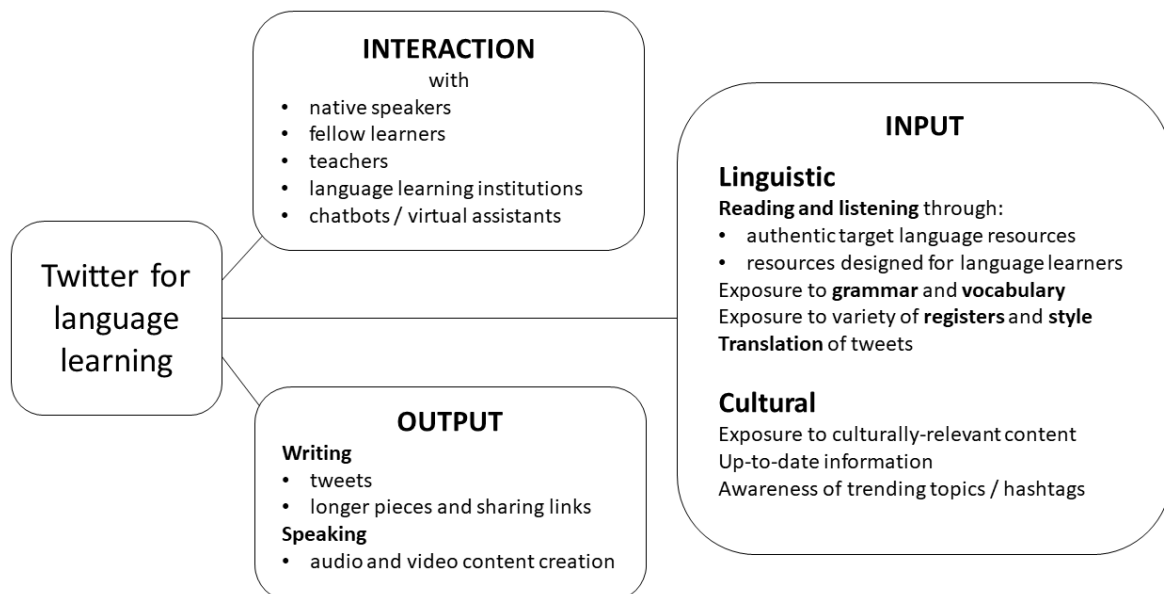 Twitter for
language
learning
INTERACTION
with
• native speakers
• fellow learners
• teachers
• language learning institutions
• chatbots / virtual assistants
OUTPUT
Writing
• tweets
• longer pieces and sharing links
Speaking
• audio and video content creation
INPUT
Linguistic
Reading and listening through:
• authentic target language resources
• resources designed for language learners
Exposure to grammar and vocabulary
Exposure to variety of registers and style
Translation of tweets
Cultural
Exposure to culturally-relevant content
Up-to-date information
Awareness of trending topics / hashtags